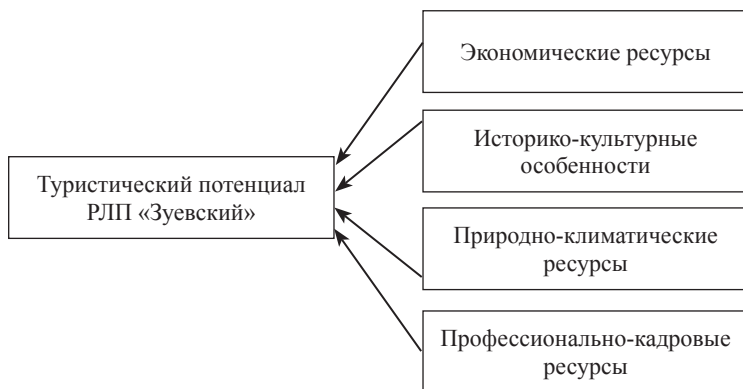 Экономические ресурсы
Историко-культурные
особенности
Туристический потенциал
РЛП «Зуевский»
Природно-климатические
ресурсы
Профессионально-кадровые
ресурсы